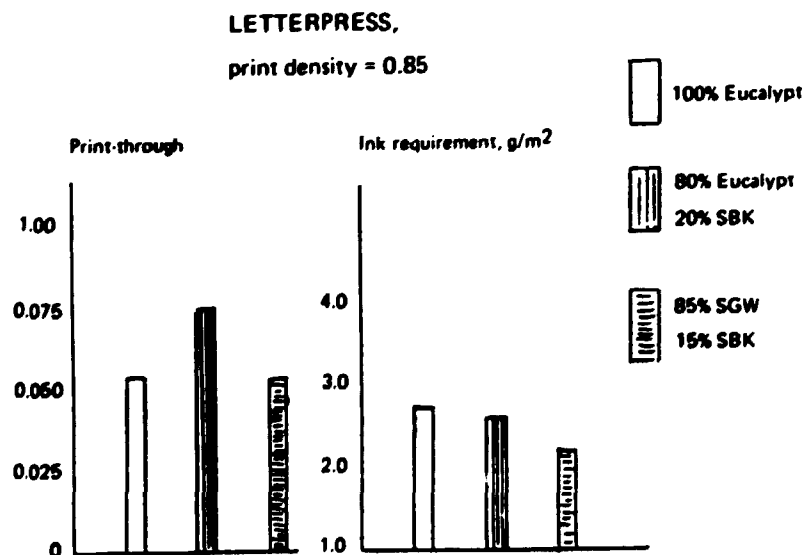 LETTERPRESS,
print density = 0.85
Print-through
1.00
0.075
0.050
0.025
0
Ink requirement, g/m2
4.0
3.0
2.0
1.0
100% Eucalypt
80% Eucalypt
20% SBK
85% SGW
15% SBK